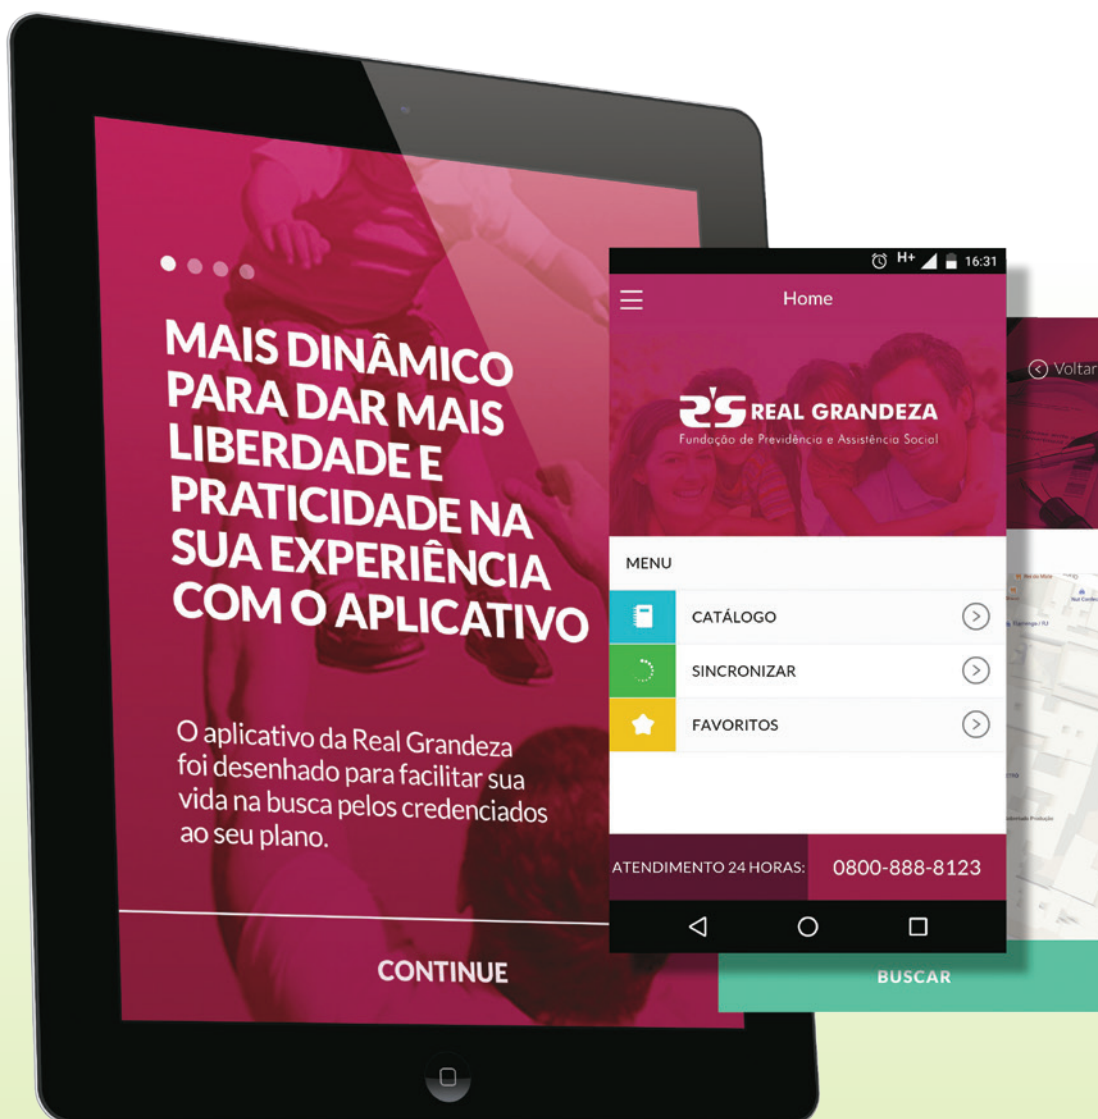 MAIS DINÂMICO
PARA DAR MAIS
LIBERDADE E
PRATICIDADE NA
SUA EXPERIÊNCIA
COM O APLICATIVO
O aplicativo da Real Grandeza
foi desenhado para facilitar sua
vida na busca pelos credenciados
ao seu plano.
CONTINUE
H+ 16:31
Home
REAL GRANDEZA
Fundação de Previdência e Assistência Social
MENU
CATÁLOGO
SINCRONIZAR
FAVORITOS
ATENDIMENTO 24 HORAS: 0800-888-8123
Voltar
BUSCAR